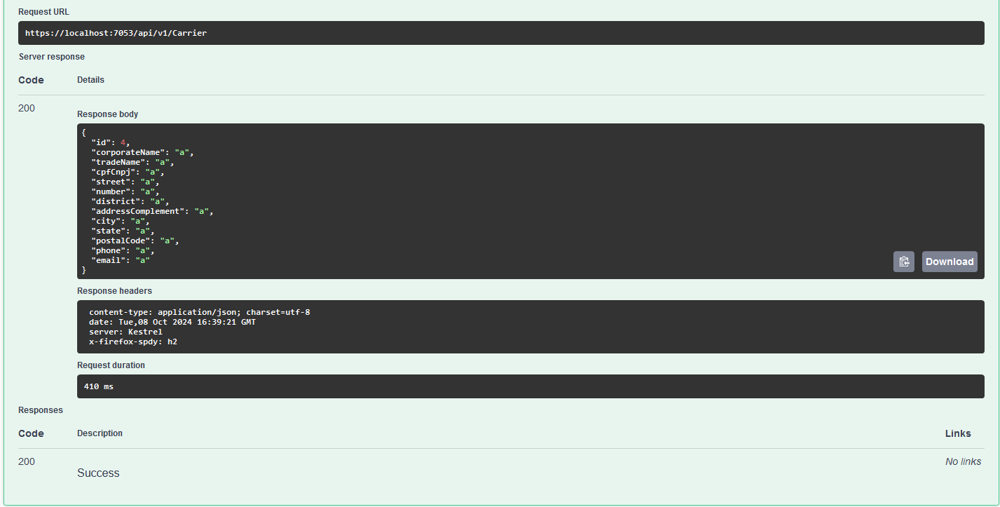 Request URL
https://localhost:7053/api/v1/Carrier
Server response
Code Details
200
Response body
{
  "id": 4,
  "corporateName": "a",
  "tradeName": "a",
  "cpfCnpj": "a",
  "street": "a",
  "number": "a",
  "district": "a",
  "addressComplement": "a",
  "city": "a",
  "state": "a",
  "postalCode": "a",
  "phone": "a",
  "email": "a"
}
Download
Response headers
content-type: application/json; charset=utf-8
date: Tue,08 Oct 2024 16:39:21 GMT
server: Kestrel
x-firefox-spdy: h2
Request duration
410 ms
Responses
Code Description Links
200 No links
Success